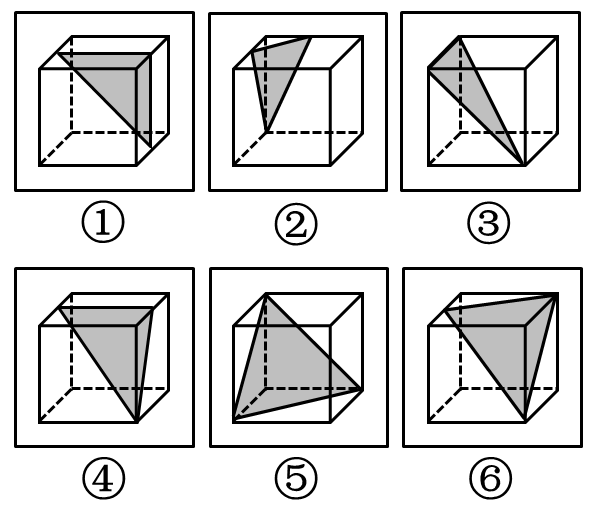 ① ② ③
④ ⑤ ⑥